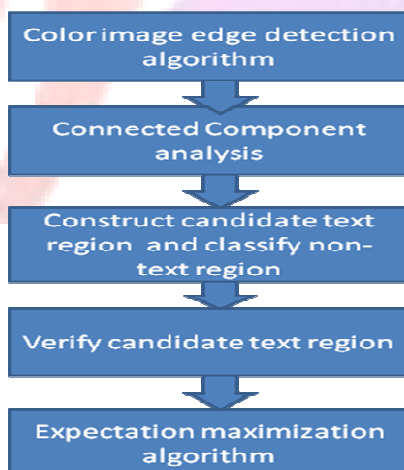 Color image edge detection
algorithm
Connected Component
analysis
Construct candidate text
region and classify non-
text region
Verify candidate text region
Expectation maximization
algorithm